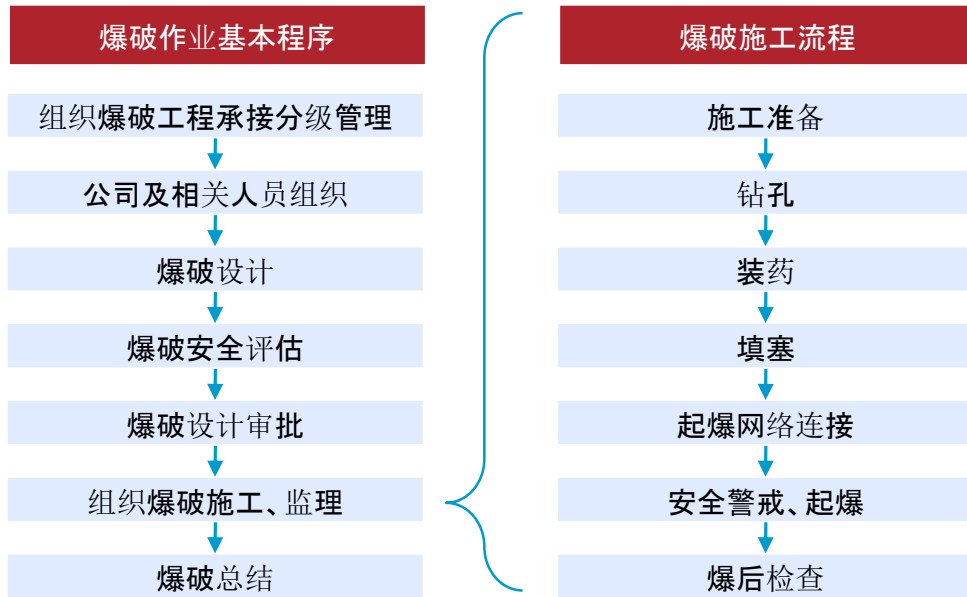 爆破作业基本程序
组织爆破工程承接分级管理
公司及相关人员组织
爆破设计
爆破安全评估
爆破设计审批
组织爆破施工、监理
爆破总结
爆破施工流程
施工准备
钻孔
装药
填塞
起爆网络连接
安全警戒、起爆
爆后检查